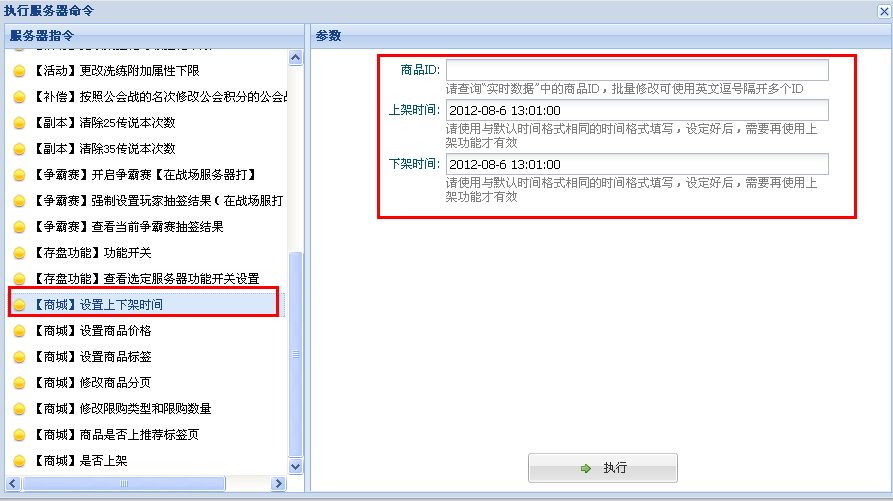 执行服务器命令
服务器指令
【活动】更改洗练附加属性下限
【补偿】按照公会战的名次修改公会积分的公会战
【副本】清除25传说本次数
【副本】清除35传说本次数
【争霸赛】开启争霸赛【在战场服务器打】
【争霸赛】强制设置玩家抽签结果（在战场服打
【争霸赛】查看当前争霸赛抽签结果
【存盘功能】功能开关
【存盘功能】查看选定服务器功能开关设置
【商城】设置上下架时间
【商城】设置商品价格
【商城】设置商品标签
【商城】修改商品分页
【商城】修改限购类型和限购数量
【商城】商品是否上推荐标签页
【商城】是否上架
参数
商品ID:
请查询“实时数据”中的商品ID，批量修改可使用英文逗号隔开多个ID
上架时间: 2012-08-6 13:01:00
请使用与默认时间格式相同的时间格式填写，设定好后，需要再使用上
架功能才有效
下架时间: 2012-08-6 13:01:00
请使用与默认时间格式相同的时间格式填写，设定好后，需要再使用上
架功能才有效
执行